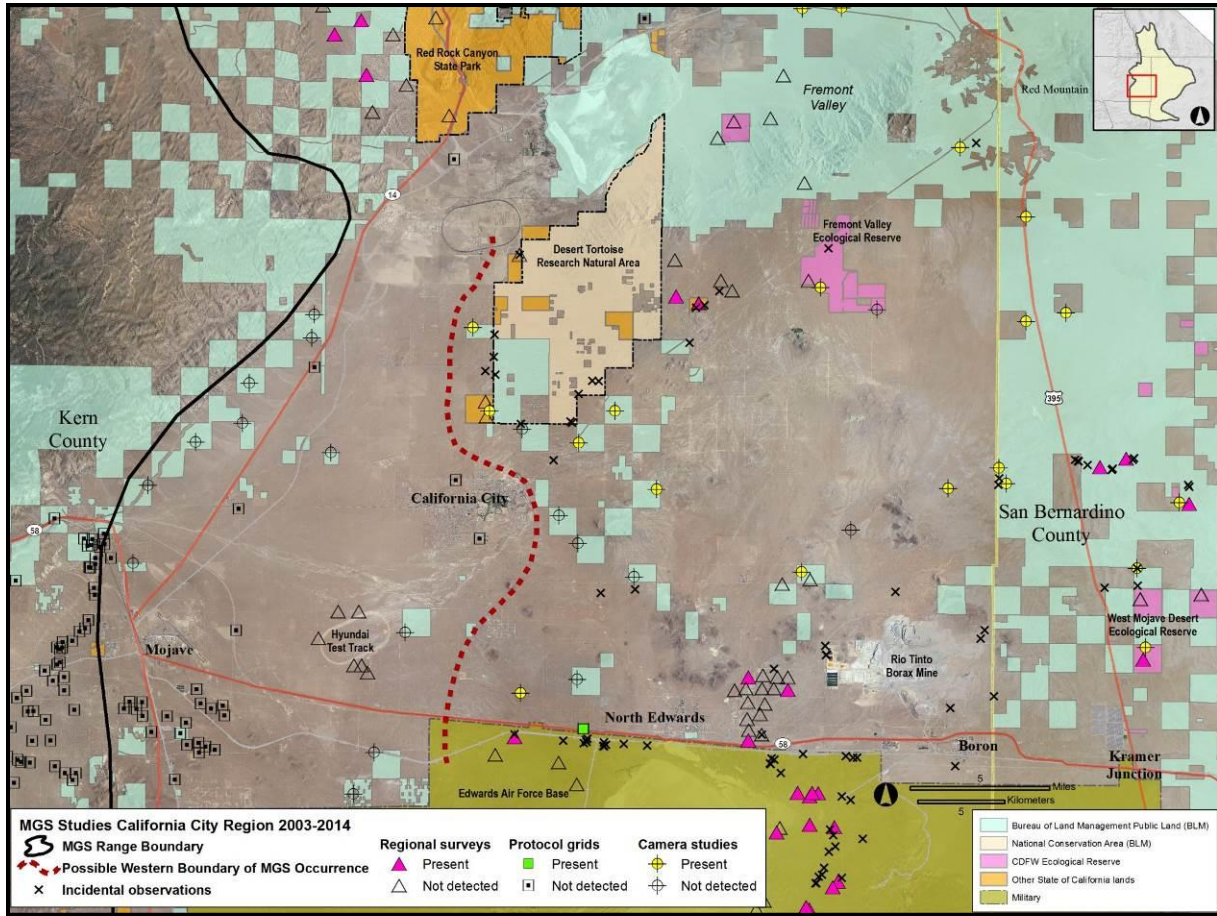 Red Rock Canyon
State Park
Fremont
Valley
Red Mountain
14
Fremont Valley
Ecological Reserve
Desert Tortoise
Research Natural Area
Kern
County
395
California City
San Bernardino
County
58
Mojave
Hyundai
Test Track
West Mojave Desert
Ecological Reserve
Rio Tinto
Borax Mine
North Edwards
58
Boron
Kramer
Junction
Edwards Air Force Base
5
Miles
Kilometers
5
MGS Studies California City Region 2003-2014
MGS Range Boundary
Possible Western Boundary of MGS Occurrence
Incidental observations
Regional surveys
Present
Not detected
Protocol grids
Present
Not detected
Camera studies
Present
Not detected
Bureau of Land Management Public Land (BLM)
National Conservation Area (BLM)
CDFW Ecological Reserve
Other State of California lands
Military